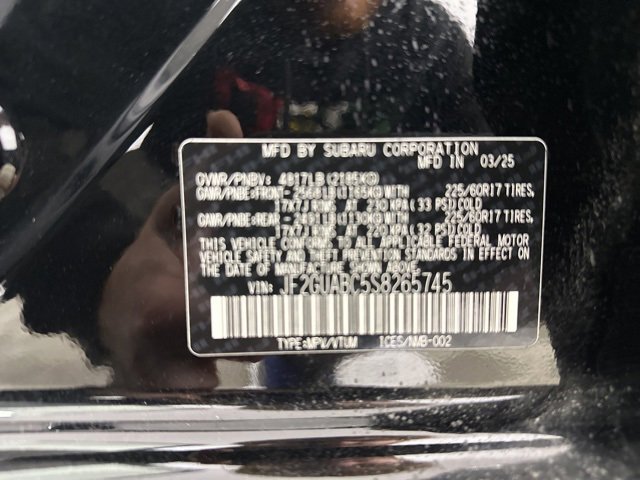 MFD BY SUBARU CORPORATION
MFD IN 03/25
GVWR/PNBV: 4817LB(2185KG)
GAWR/PNBE:FRONT- 2568LB(1165KG)WITH 225/60R17 TIRES,
17X7J RIMS AT 230 KPA(33 PSI)COLD
GAWR/PNBE:REAR- 2491LB(1130KG)WITH 225/60R17 TIRES,
17X7J RIMS AT 220 KPA(32 PSI)COLD
THIS VEHICLE CONFORMS TO ALL APPLICABLE FEDERAL MOTOR
VEHICLE SAFETY STANDARDS IN EFFECT ON
THE DATE OF MANUFACTURE SHOWN ABOVE.
VIN: JF2GUABC5S8265745
TYPE:MPV/VTUM ICES/NMB-002